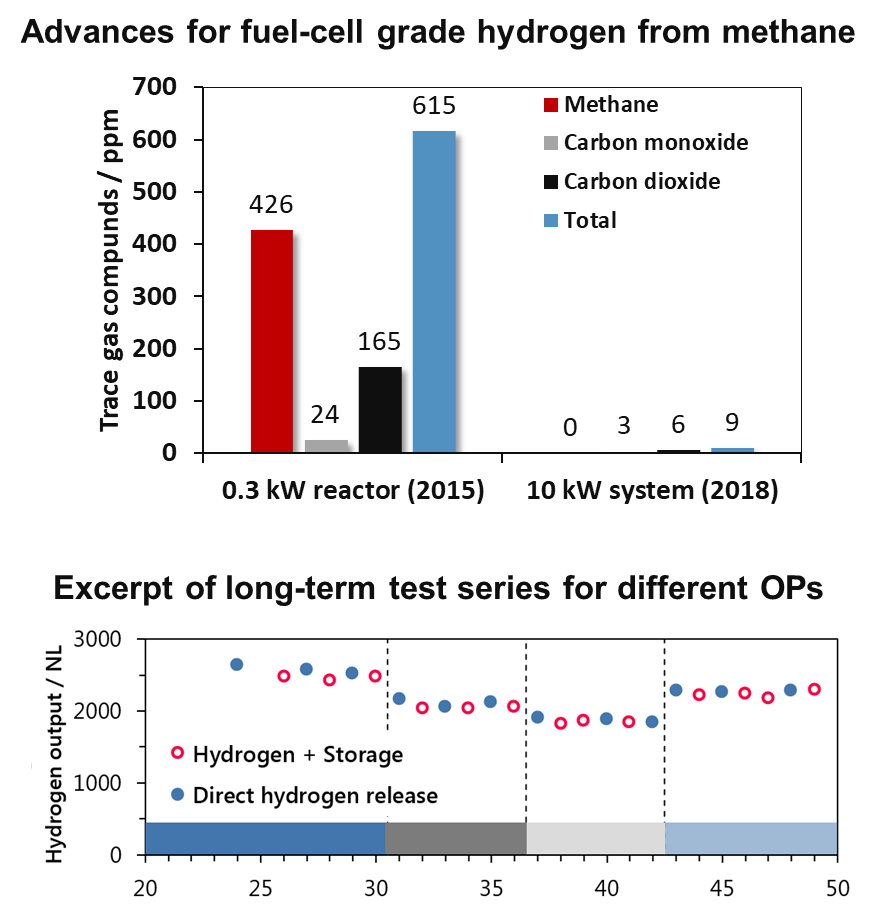 Advances for fuel-cell grade hydrogen from methane
Trace gas compunds / ppm
700
600
500
400
300
200
100
0
Methane
Carbon monoxide
Carbon dioxide
Total
426
24
165
615
0
3
6
9
0.3 kW reactor (2015)
10 kW system (2018)
Excerpt of long-term test series for different OPs
Hydrogen output / NL
3000
2000
1000
0
Hydrogen + Storage
Direct hydrogen release
20
25
30
35
40
45
50